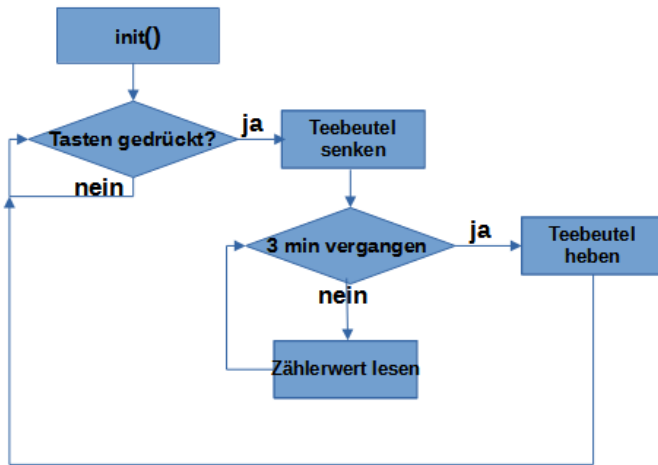 init()
Tasten gedrückt?
ja
Teebeutel
senken
nein
3 min vergangen
ja
Teebeutel
heben
nein
Zählerwert lesen